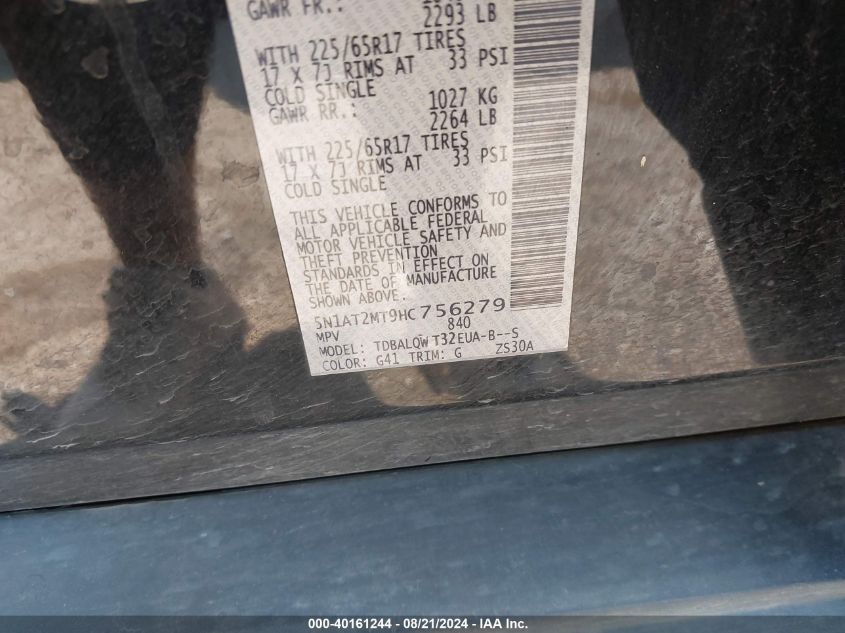 GAWR FR.:
2293 LB
WITH 225/65R17 TIRES
17 X 7J RIMS AT 33 PSI
COLD SINGLE
GAWR RR.: 1027 KG
2264 LB
WITH 225/65R17 TIRES
17 X 7J RIMS AT 33 PSI
COLD SINGLE
THIS VEHICLE CONFORMS TO
ALL APPLICABLE FEDERAL
MOTOR VEHICLE SAFETY AND
THEFT PREVENTION
STANDARDS IN EFFECT ON
THE DATE OF MANUFACTURE
SHOWN ABOVE.
5N1AT2MT9HC756279
MPV 840
MODEL: TDBALQW T32EUA-B--S
COLOR: G41 TRIM: G ZS30A
000-40161244 / 08/21/2024 - Copyright © 2024 IAA, Inc.